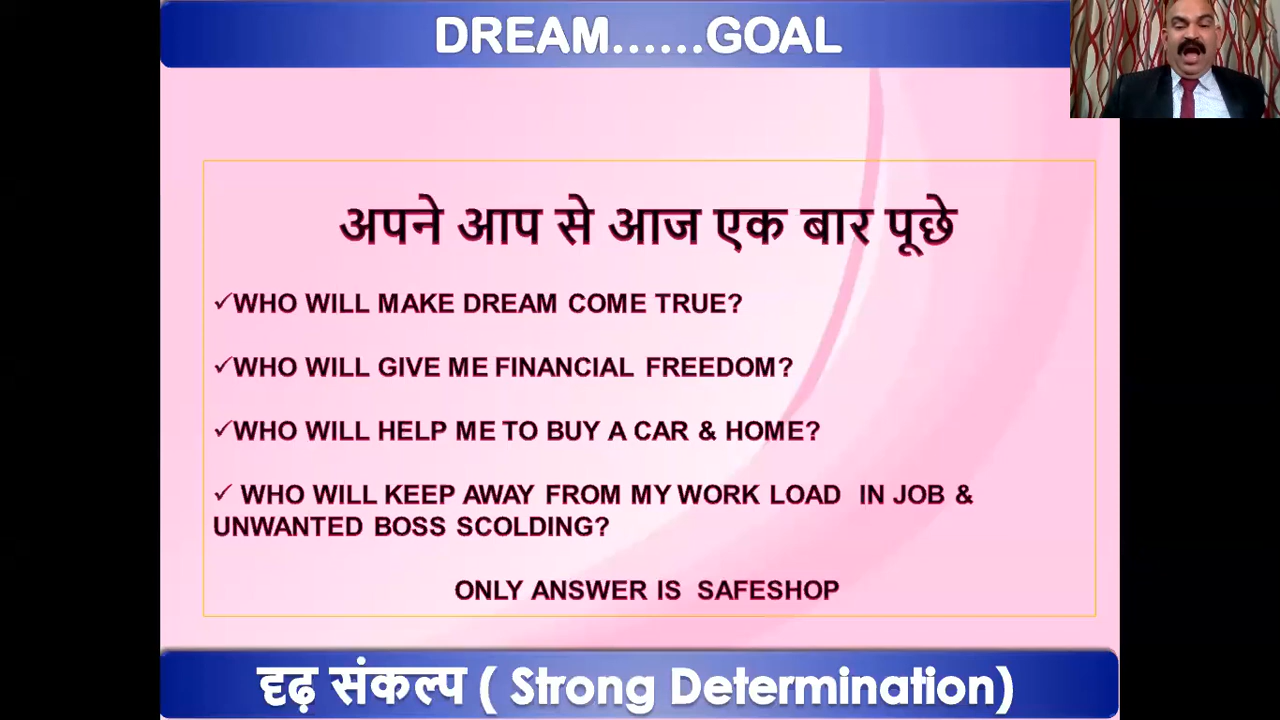 DREAM......GOAL
अपने आप से आज एक बार पूछे
✓WHO WILL MAKE DREAM COME TRUE?
✓WHO WILL GIVE ME FINANCIAL FREEDOM?
✓WHO WILL HELP ME TO BUY A CAR & HOME?
✓ WHO WILL KEEP AWAY FROM MY WORK LOAD IN JOB &
UNWANTED BOSS SCOLDING?
ONLY ANSWER IS SAFESHOP
दृढ़ संकल्प ( Strong Determination)